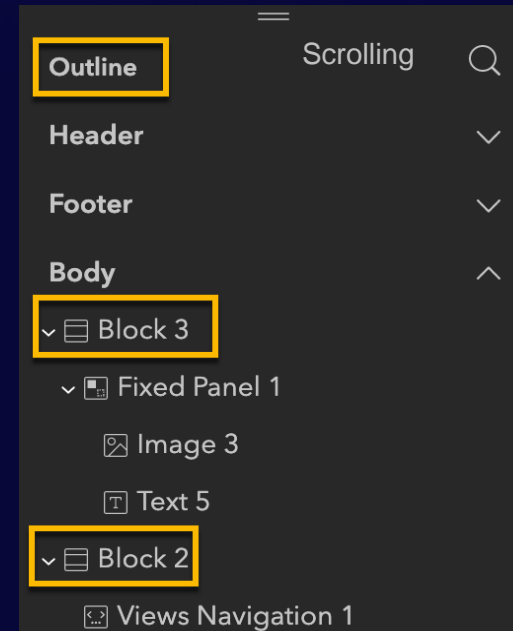 Outline Scrolling
Header
Footer
Body
Block 3
Fixed Panel 1
Image 3
Text 5
Block 2
Views Navigation 1